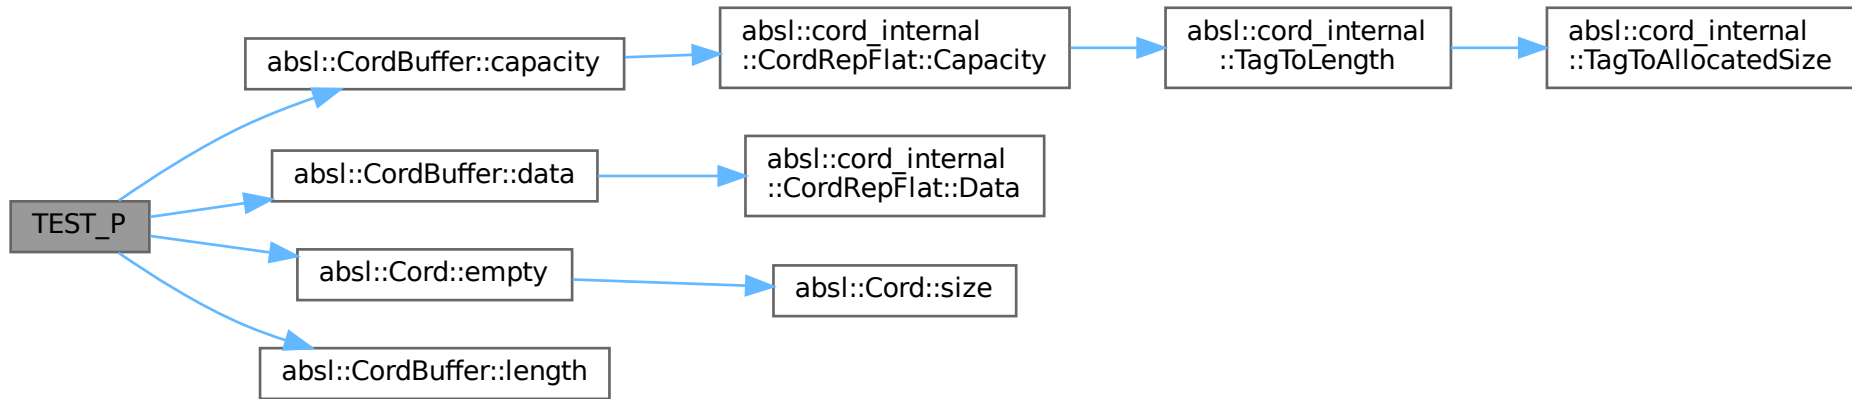 TEST_P
absl::CordBuffer::capacity
absl::cord_internal
::CordRepFlat::Capacity
absl::cord_internal
::TagToLength
absl::cord_internal
::TagToAllocatedSize
absl::CordBuffer::data
absl::cord_internal
::CordRepFlat::Data
absl::Cord::empty
absl::Cord::size
absl::CordBuffer::length